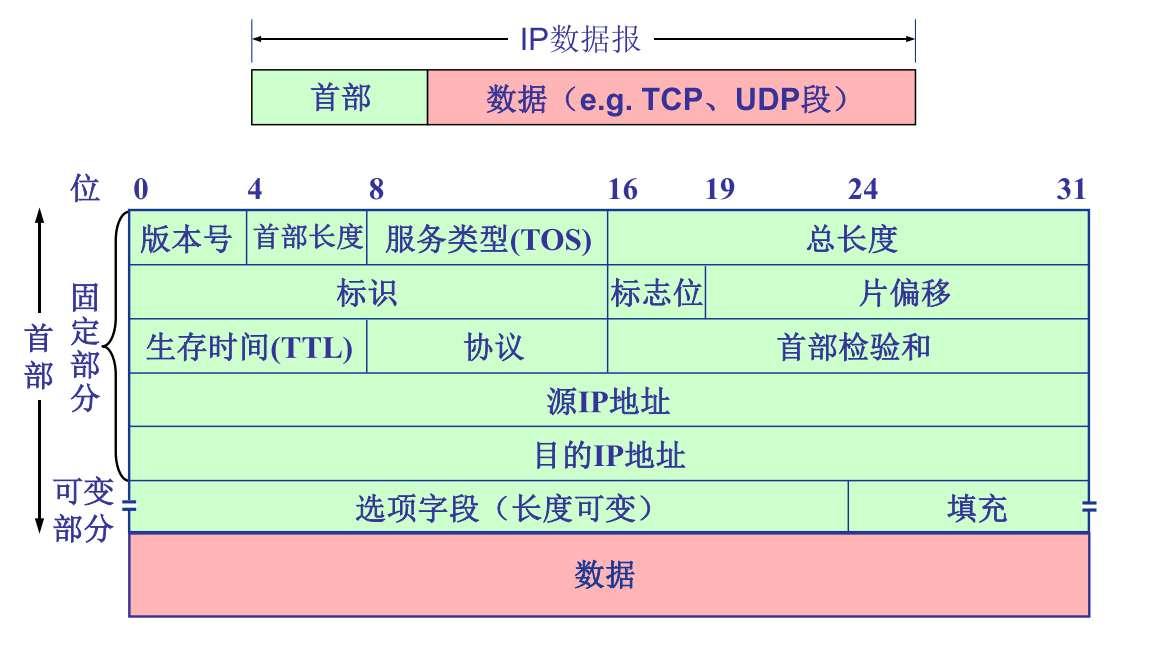 IP数据报
首部 数据（e.g. TCP、UDP段）
位 0 4 8 16 19 24 31
版本号 首部长度 服务类型(TOS) 总长度
标识 标志位 片偏移
生存时间(TTL) 协议 首部检验和
源IP地址
目的IP地址
选项字段（长度可变） 填充
数据
首部
固定部分
可变
部分